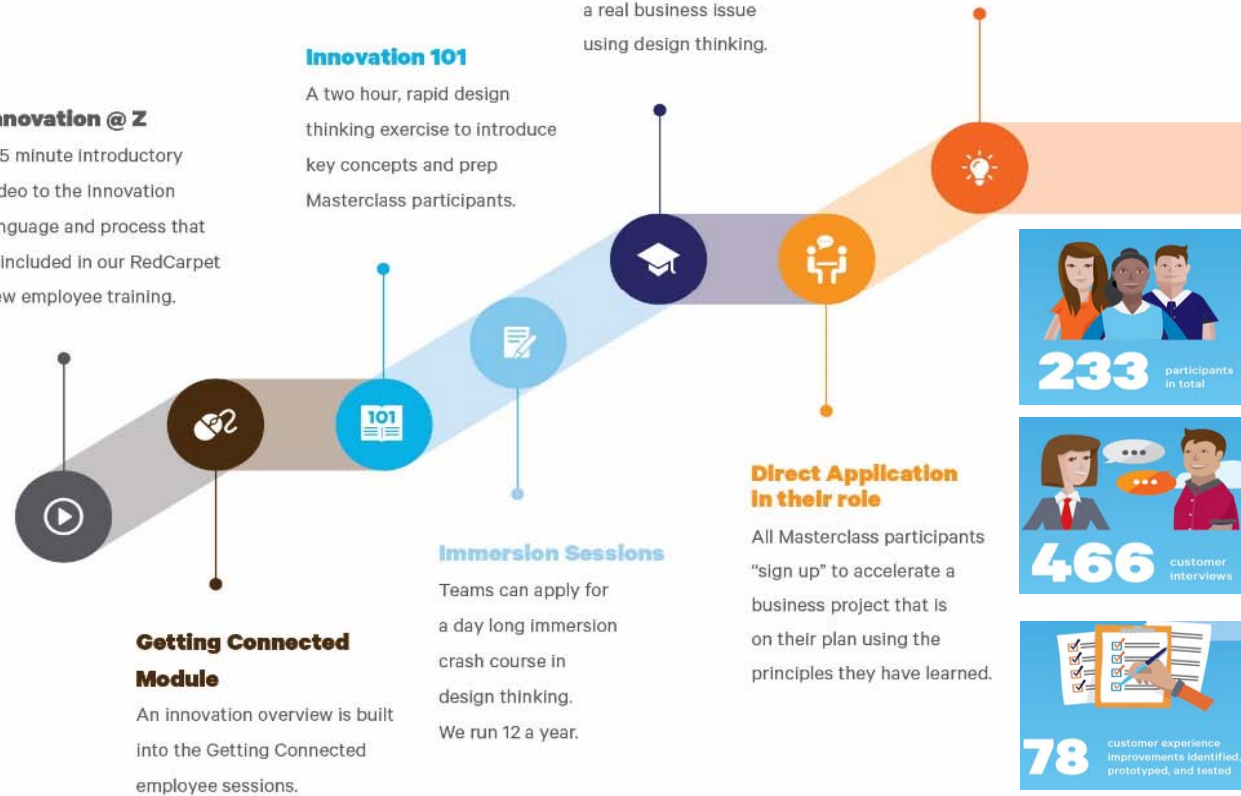 a real business issue
using design thinking.
Innovation 101
A two hour, rapid design
thinking exercise to introduce
key concepts and prep
Masterclass participants.
nnovation @ Z
5 minute introductory
deo to the Innovation
nguage and process that
included in our RedCarpet
ew employee training.
101
Immersion Sessions
Teams can apply for
a day long immersion
crash course in
design thinking.
We run 12 a year.
Getting Connected
Module
An innovation overview is built
into the Getting Connected
employee sessions.
Direct Application
in their role
All Masterclass participants
“sign up” to accelerate a
business project that is
on their plan using the
principles they have learned.
233
participants
in total
466
customer
interviews
78
customer experience
improvements identified,
prototyped, and tested